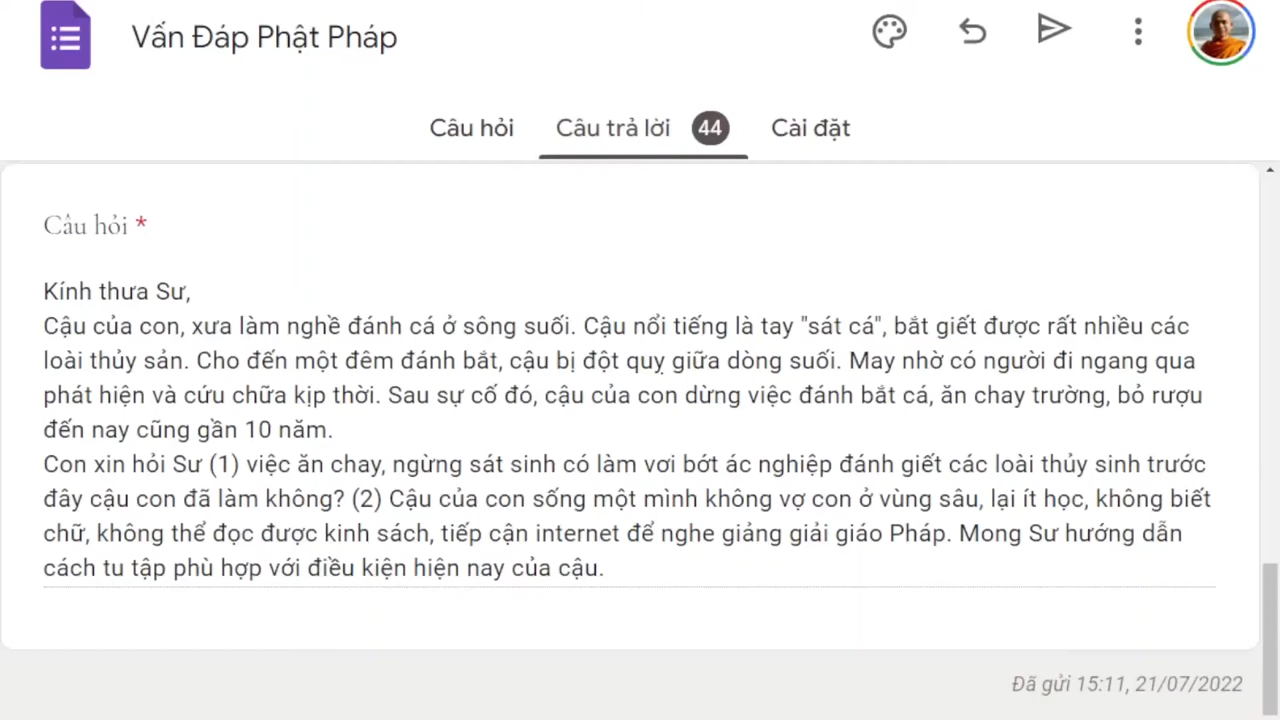 Vấn Đáp Phật Pháp
Câu hỏi
Câu trả lời 44
Cài đặt
Câu hỏi *
Kính thưa Sư,
Cậu của con, xưa làm nghề đánh cá ở sông suối. Cậu nổi tiếng là tay "sát cá", bắt giết được rất nhiều các
loài thủy sản. Cho đến một đêm đánh bắt, cậu bị đột quỵ giữa dòng suối. May nhờ có người đi ngang qua
phát hiện và cứu chữa kịp thời. Sau sự cố đó, cậu của con dừng việc đánh bắt cá, ăn chay trường, bỏ rượu
đến nay cũng gần 10 năm.
Con xin hỏi Sư (1) việc ăn chay, ngừng sát sinh có làm vơi bớt ác nghiệp đánh giết các loài thủy sinh trước
đây cậu con đã làm không? (2) Cậu của con sống một mình không vợ con ở vùng sâu, lại ít học, không biết
chữ, không thể đọc được kinh sách, tiếp cận internet để nghe giảng giải giáo Pháp. Mong Sư hướng dẫn
cách tu tập phù hợp với điều kiện hiện nay của cậu.
Đã gửi 15:11, 21/07/2022